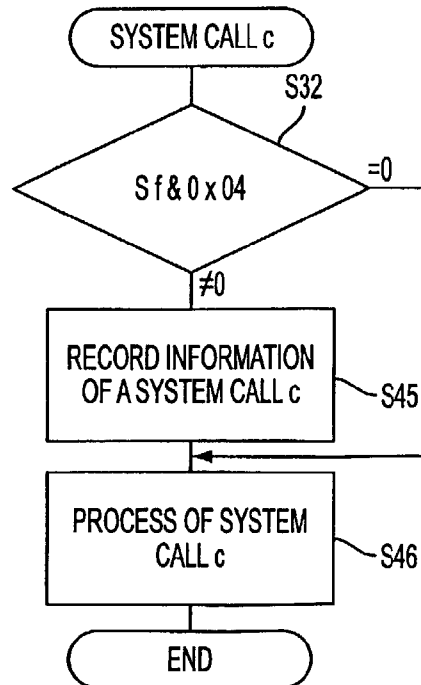 SYSTEM CALL c
S32
S f & 0 x 04
=0
≠0
RECORD INFORMATION
OF A SYSTEM CALL c
S45
PROCESS OF SYSTEM
CALL c
S46
END